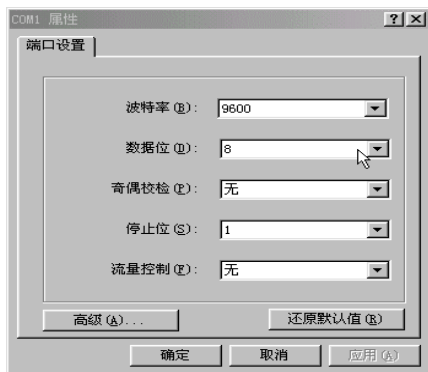 COM1 属性
端口设置
波特率(B): 9600
数据位(D): 8
奇偶校检(P): 无
停止位(S): 1
流量控制(F): 无
高级(A)... 还原默认值(R)
确定 取消 应用(A)